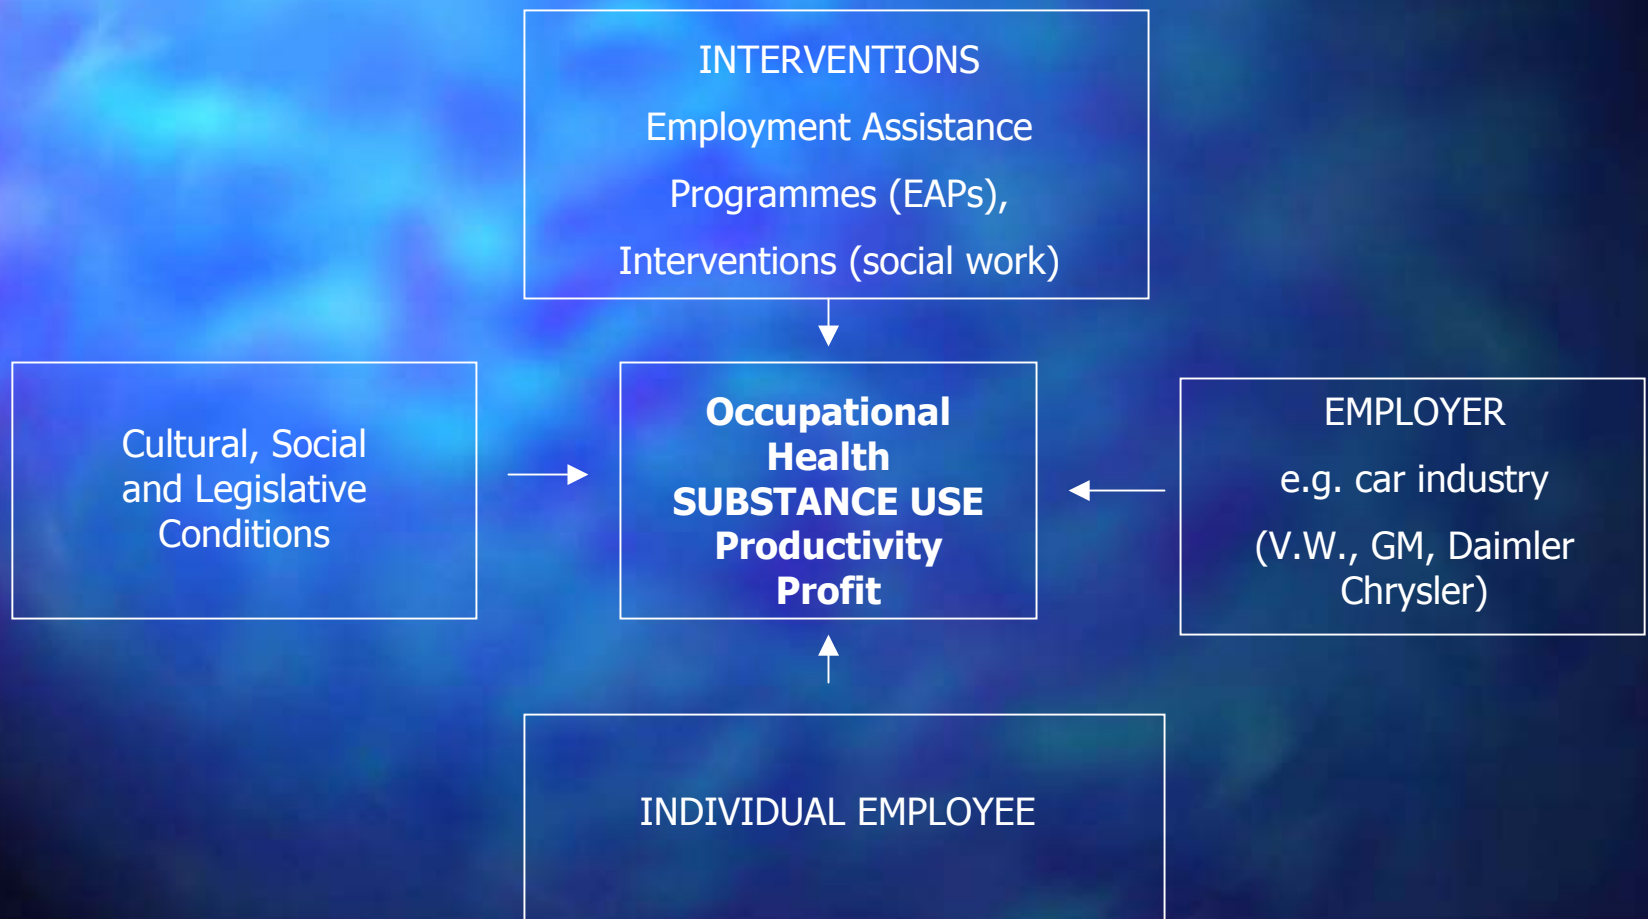 INTERVENTIONS
Employment Assistance
Programmes (EAPs),
Interventions (social work)
Cultural, Social
and Legislative
Conditions
Occupational
Health
SUBSTANCE USE
Productivity
Profit
EMPLOYER
e.g. car industry
(V.W., GM, Daimler
Chrysler)
INDIVIDUAL EMPLOYEE